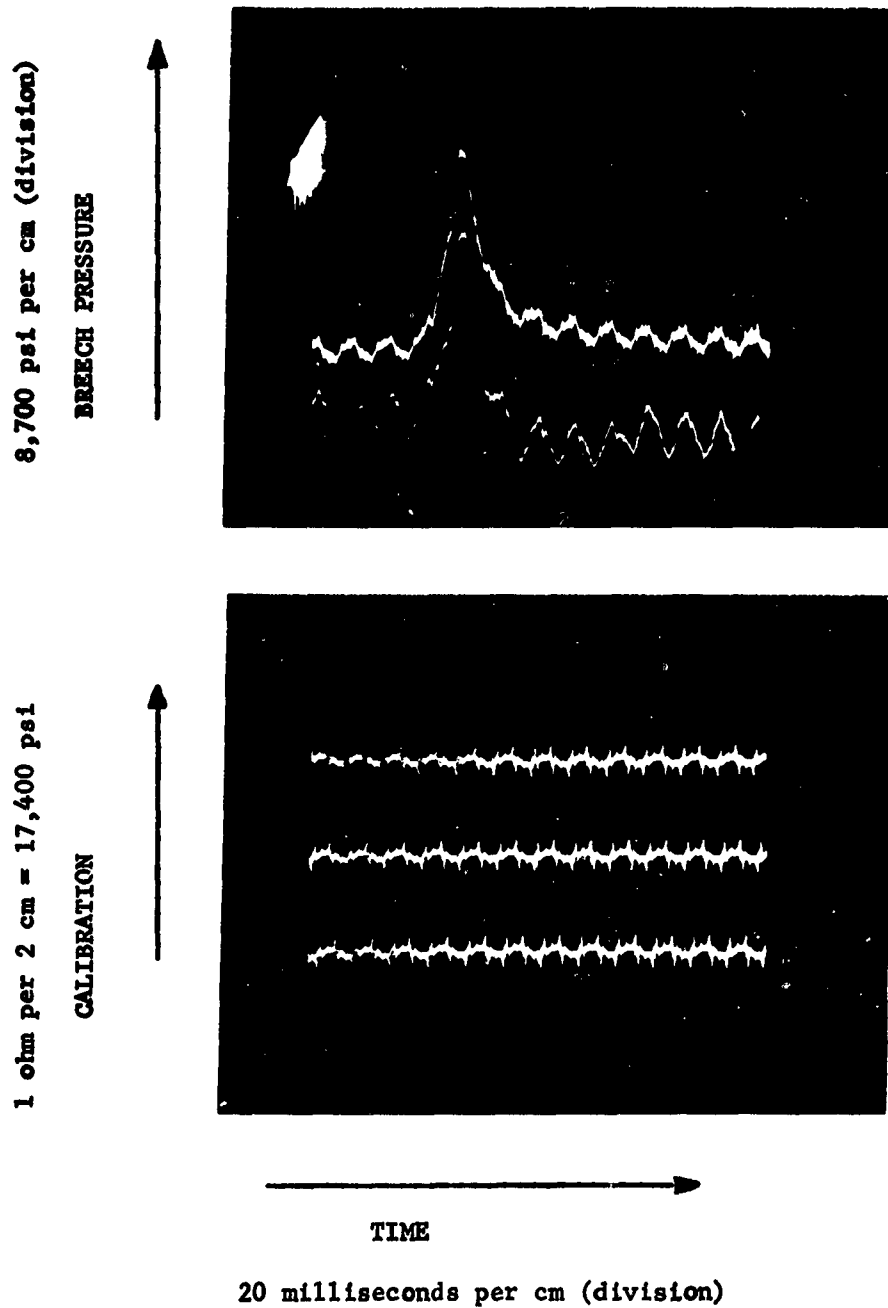 8,700 psi per cm (division)
BREECH PRESSURE
1 ohm per 2 cm = 17,400 psi
CALIBRATION
TIME
20 milliseconds per cm (division)